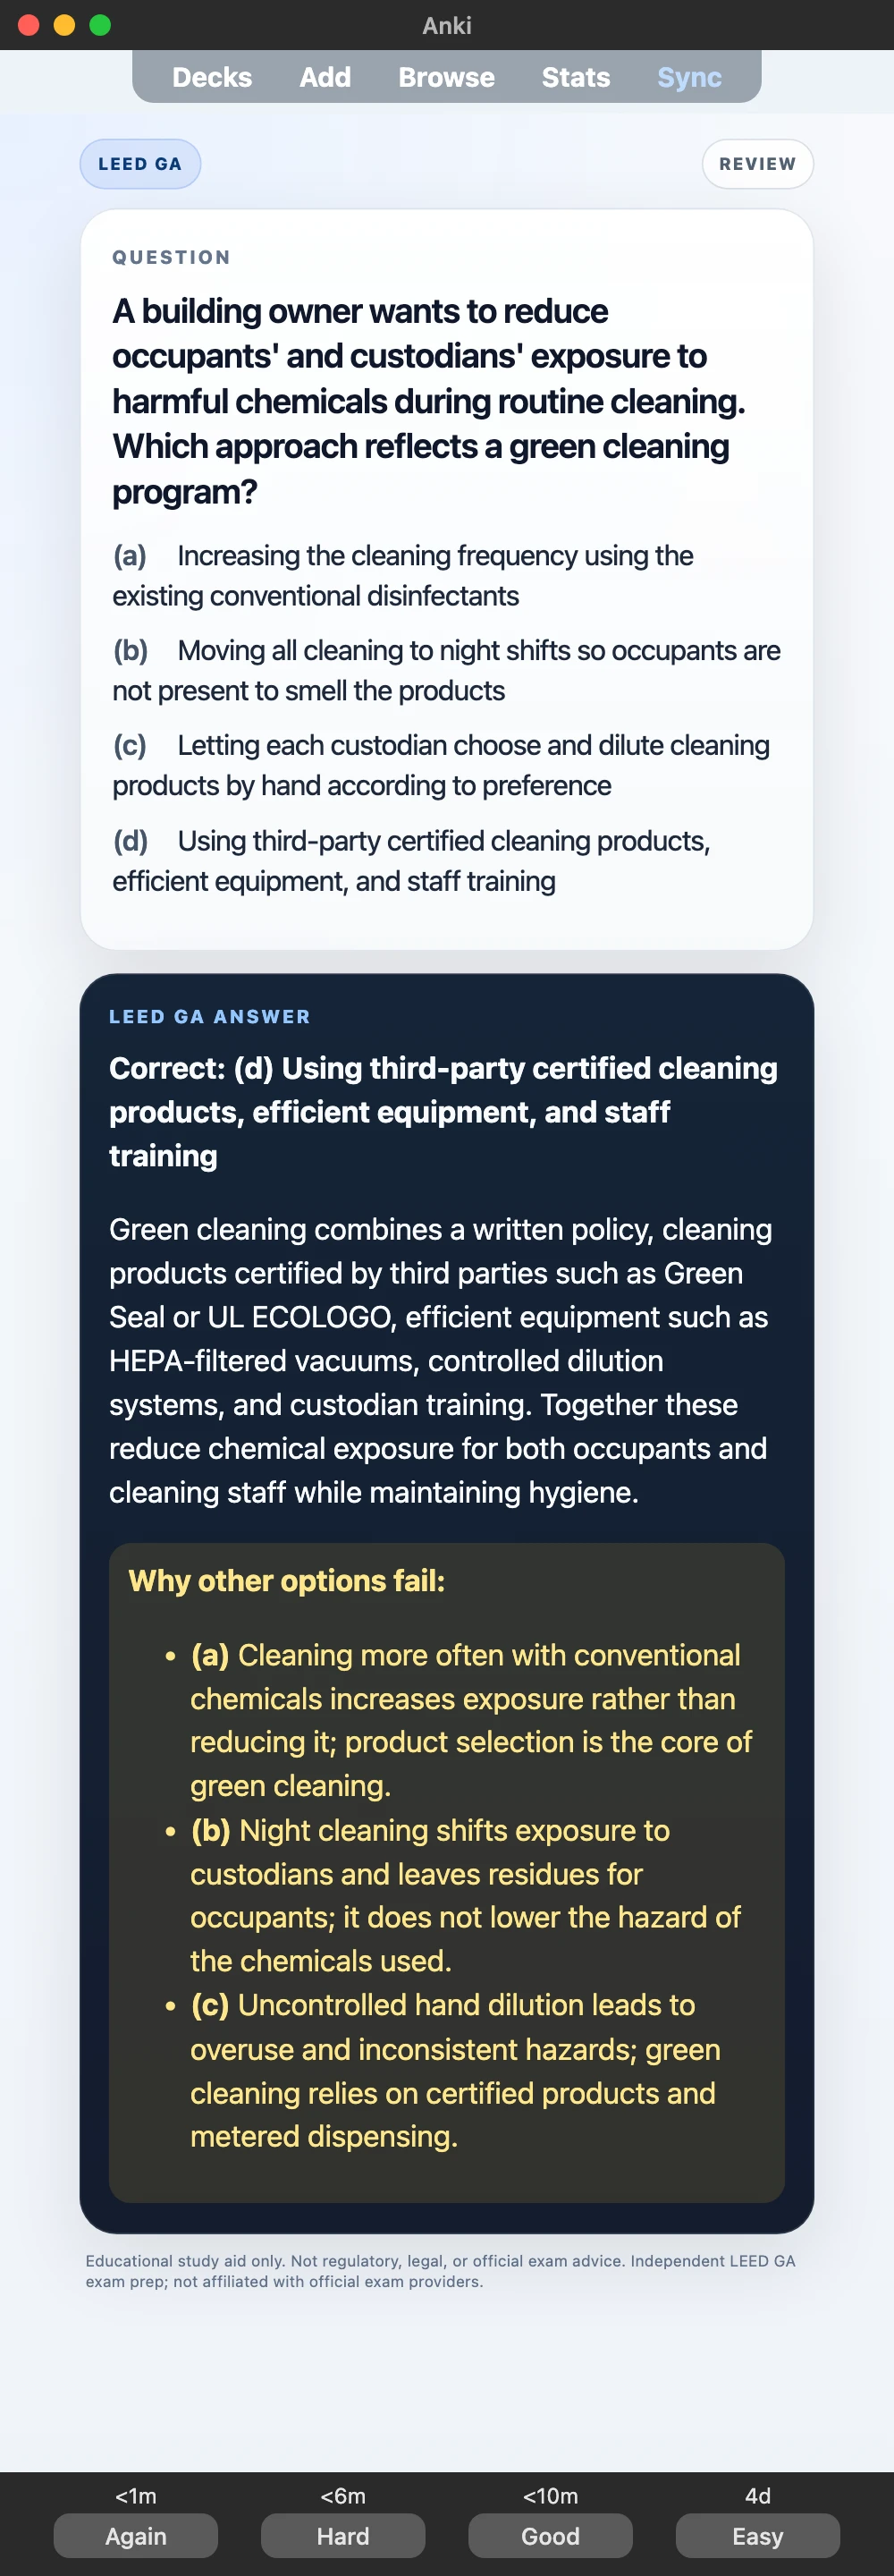 Anki
Decks Add Browse Stats Sync
LEED GA REVIEW
QUESTION
A building owner wants to reduce
occupants' and custodians' exposure to
harmful chemicals during routine cleaning.
Which approach reflects a green cleaning
program?
(a) Increasing the cleaning frequency using the
existing conventional disinfectants
(b) Moving all cleaning to night shifts so occupants are
not present to smell the products
(c) Letting each custodian choose and dilute cleaning
products by hand according to preference
(d) Using third-party certified cleaning products,
efficient equipment, and staff training
LEED GA ANSWER
Correct: (d) Using third-party certified cleaning
products, efficient equipment, and staff
training
Green cleaning combines a written policy, cleaning
products certified by third parties such as Green
Seal or UL ECOLOGO, efficient equipment such as
HEPA-filtered vacuums, controlled dilution
systems, and custodian training. Together these
reduce chemical exposure for both occupants and
cleaning staff while maintaining hygiene.
Why other options fail:
• (a) Cleaning more often with conventional
chemicals increases exposure rather than
reducing it; product selection is the core of
green cleaning.
• (b) Night cleaning shifts exposure to
custodians and leaves residues for
occupants; it does not lower the hazard of
the chemicals used.
• (c) Uncontrolled hand dilution leads to
overuse and inconsistent hazards; green
cleaning relies on certified products and
metered dispensing.
Educational study aid only. Not regulatory, legal, or official exam advice. Independent LEED GA
exam prep; not affiliated with official exam providers.
<1m <6m <10m 4d
Again Hard Good Easy